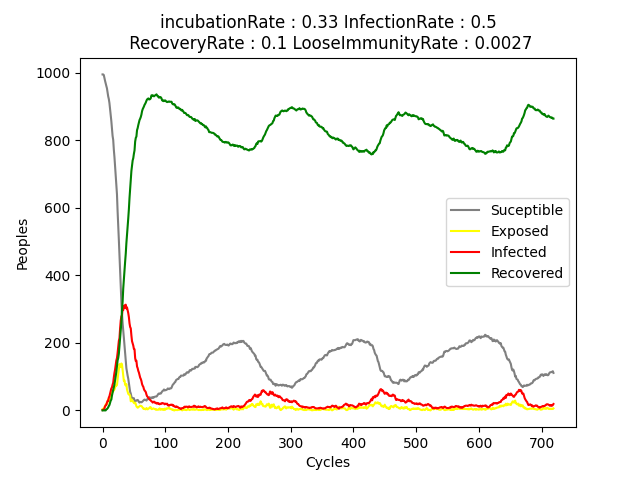 incubationRate : 0.33 InfectionRate : 0.5
RecoveryRate : 0.1 LooseImmunityRate : 0.0027
1000
800
600
400
200
0
Peoples
Suceptible
Exposed
Infected
Recovered
0 100 200 300 400 500 600 700
Cycles